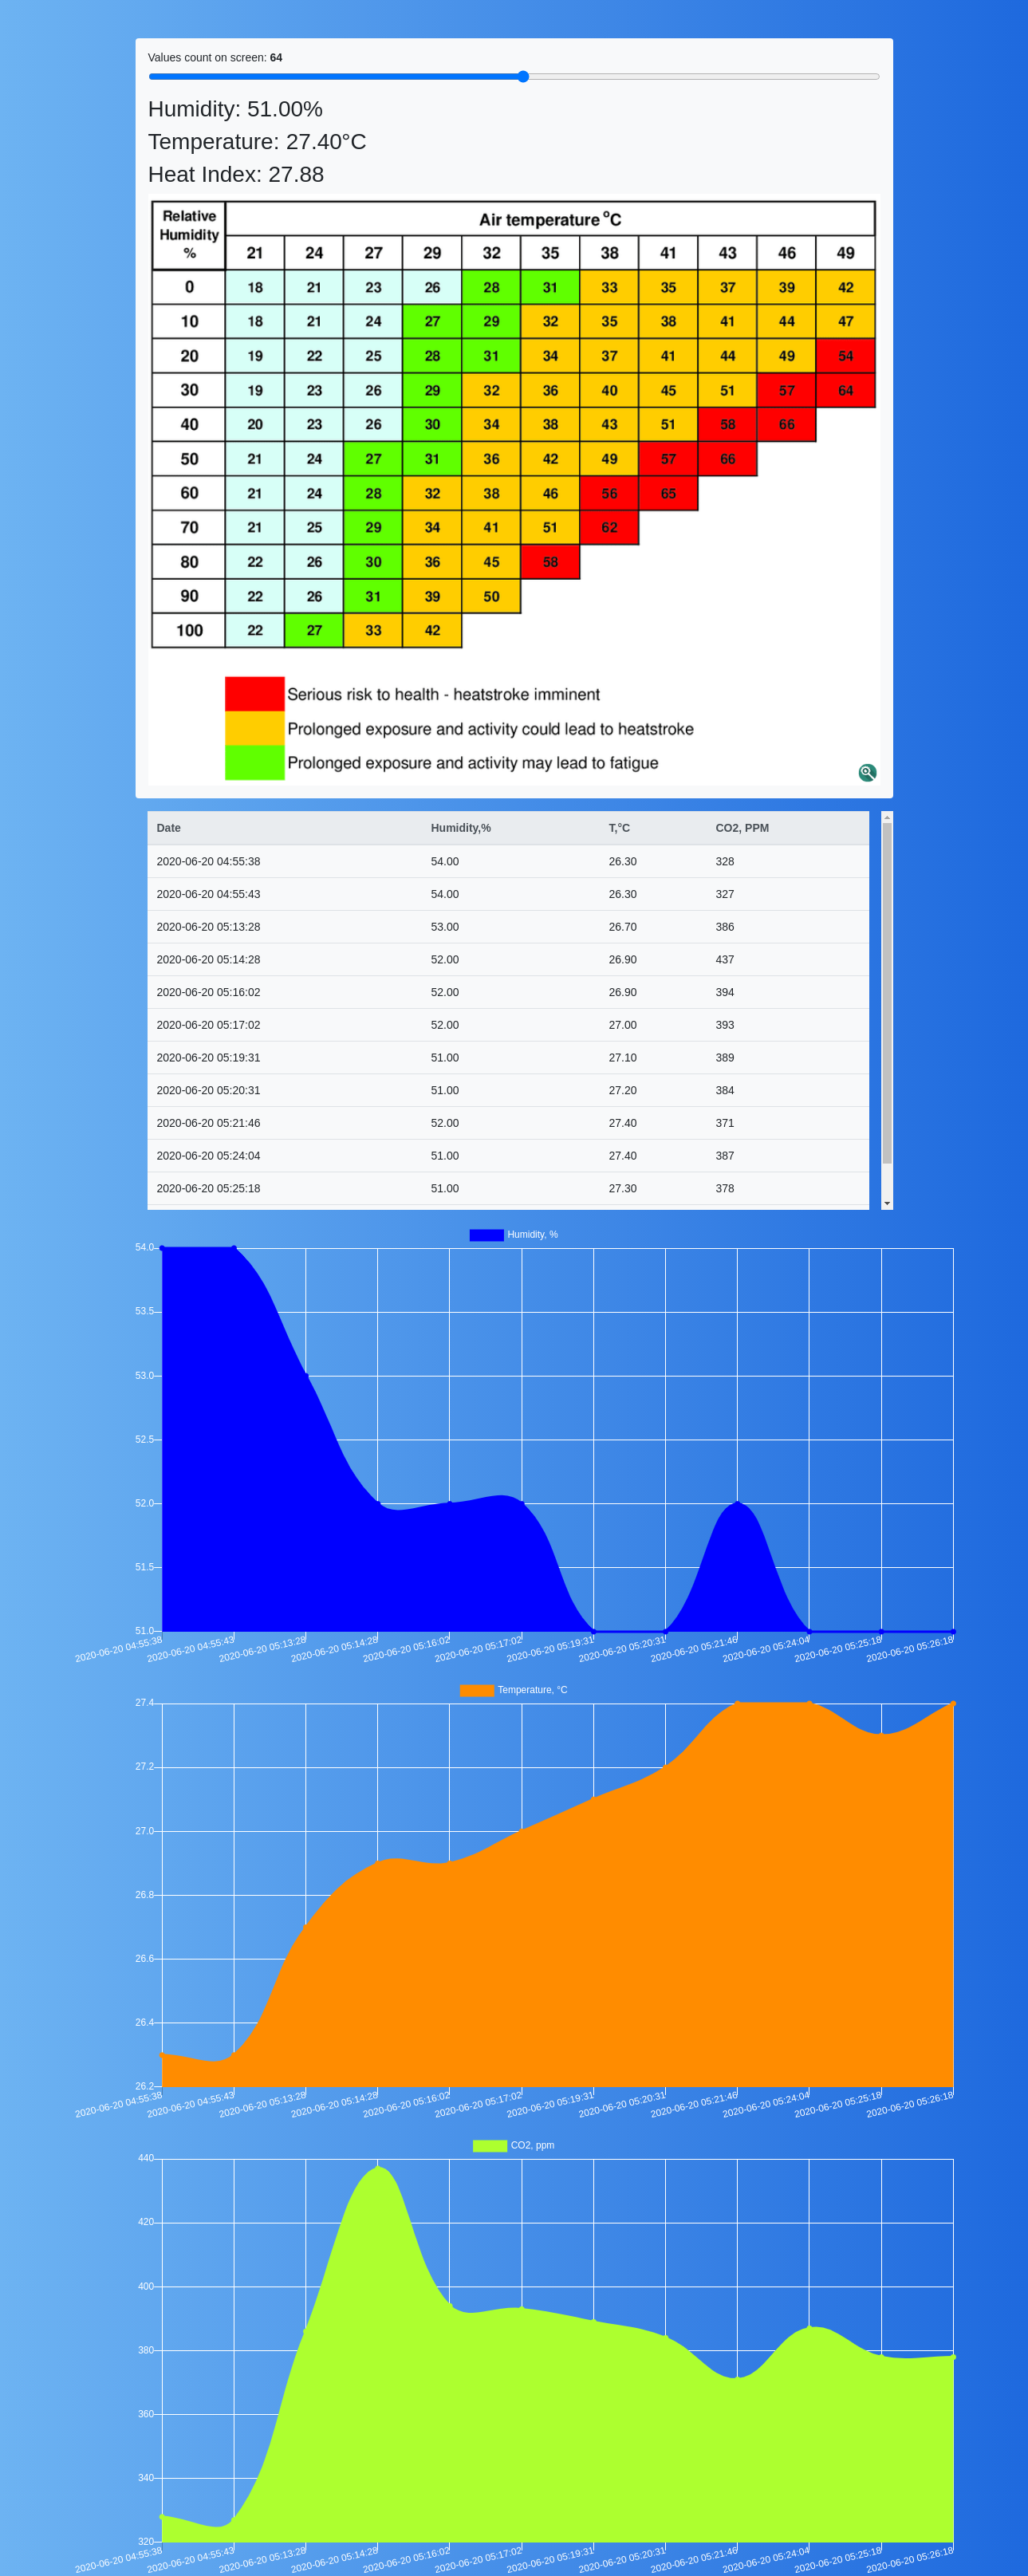 Values count on screen: 64
Humidity: 51.00%
Temperature: 27.40°C
Heat Index: 27.88
Relative Humidity %
Air temperature °C
21 24 27 29 32 35 38 41 43 46 49
0 18 21 23 26 28 31 33 35 37 39 42
10 18 21 24 27 29 32 35 38 41 44 47
20 19 22 25 28 31 34 37 41 44 49 54
30 19 23 26 29 32 36 40 45 51 57 64
40 20 23 26 30 34 38 43 51 58 66
50 21 24 27 31 36 42 49 57 66
60 21 24 28 32 38 46 56 65
70 21 25 29 34 41 51 62
80 22 26 30 36 45 58
90 22 26 31 39 50
100 22 27 33 42
Serious risk to health - heatstroke imminent
Prolonged exposure and activity could lead to heatstroke
Prolonged exposure and activity may lead to fatigue
Date Humidity,% T,°C CO2, PPM
2020-06-20 04:55:38 54.00 26.30 328
2020-06-20 04:55:43 54.00 26.30 327
2020-06-20 05:13:28 53.00 26.70 386
2020-06-20 05:14:28 52.00 26.90 437
2020-06-20 05:16:02 52.00 26.90 394
2020-06-20 05:17:02 52.00 27.00 393
2020-06-20 05:19:31 51.00 27.10 389
2020-06-20 05:20:31 51.00 27.20 384
2020-06-20 05:21:46 52.00 27.40 371
2020-06-20 05:24:04 51.00 27.40 387
2020-06-20 05:25:18 51.00 27.30 378
Humidity, %
54.0
53.5
53.0
52.5
52.0
51.5
51.0
2020-06-20 04:55:38 2020-06-20 04:55:43 2020-06-20 05:13:28 2020-06-20 05:14:28 2020-06-20 05:16:02 2020-06-20 05:17:02 2020-06-20 05:19:31 2020-06-20 05:20:31 2020-06-20 05:21:46 2020-06-20 05:24:04 2020-06-20 05:25:18 2020-06-20 05:26:18
Temperature, °C
27.4
27.2
27.0
26.8
26.6
26.4
26.2
2020-06-20 04:55:38 2020-06-20 04:55:43 2020-06-20 05:13:28 2020-06-20 05:14:28 2020-06-20 05:16:02 2020-06-20 05:17:02 2020-06-20 05:19:31 2020-06-20 05:20:31 2020-06-20 05:21:46 2020-06-20 05:24:04 2020-06-20 05:25:18 2020-06-20 05:26:18
CO2, ppm
440
420
400
380
360
340
320
2020-06-20 04:55:38 2020-06-20 04:55:43 2020-06-20 05:13:28 2020-06-20 05:14:28 2020-06-20 05:16:02 2020-06-20 05:17:02 2020-06-20 05:19:31 2020-06-20 05:20:31 2020-06-20 05:21:46 2020-06-20 05:24:04 2020-06-20 05:25:18 2020-06-20 05:26:18